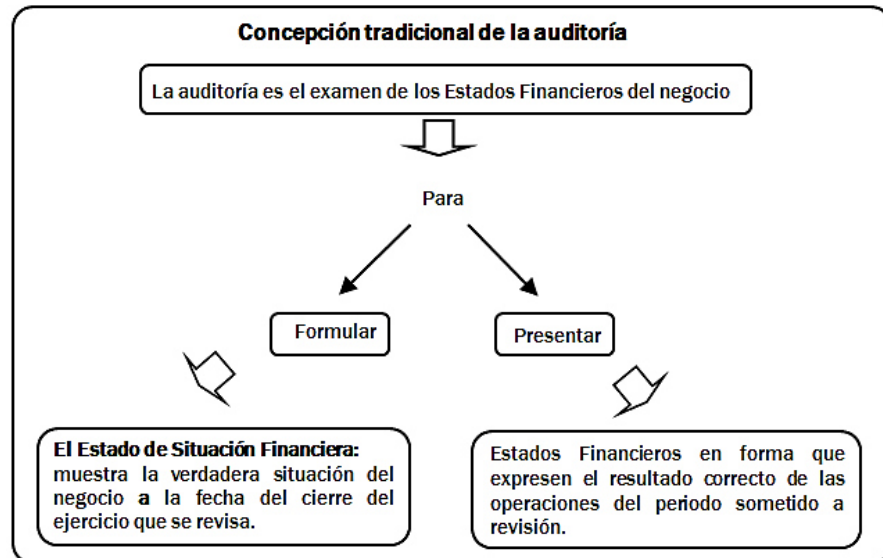 Concepción tradicional de la auditoría
La auditoría es el examen de los Estados Financieros del negocio
Para
Formular
Presentar
El Estado de Situación Financiera:
muestra la verdadera situación del
negocio a la fecha del cierre del
ejercicio que se revisa.
Estados Financieros en forma que
expresen el resultado correcto de las
operaciones del periodo sometido a
revisión.